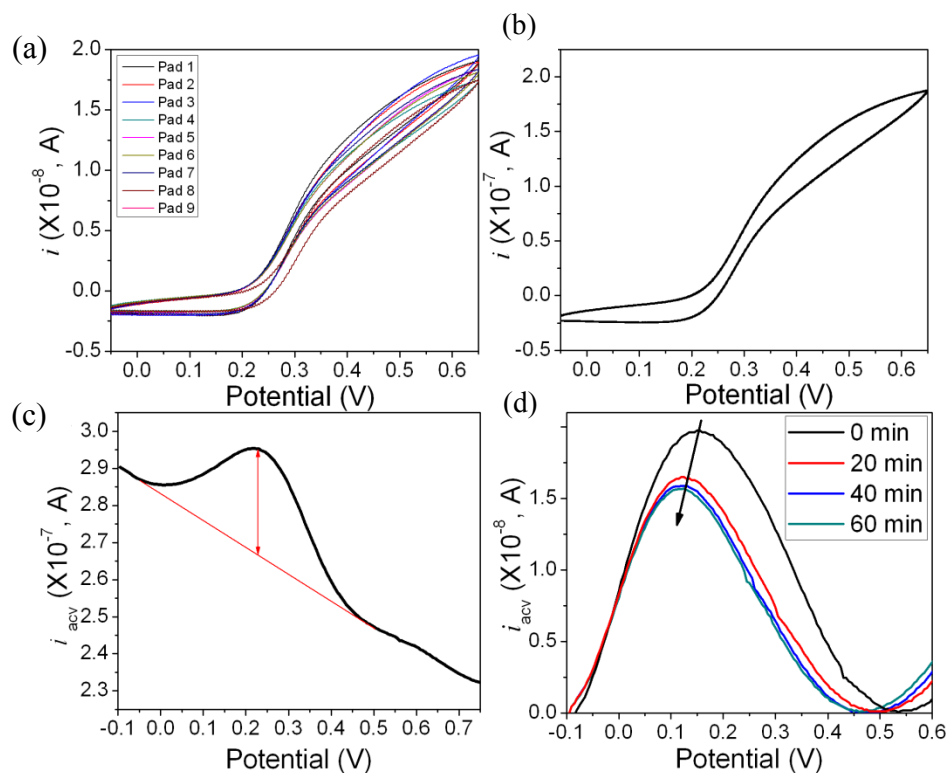 (a)
Pad 1
Pad 2
Pad 3
Pad 4
Pad 5
Pad 6
Pad 7
Pad 8
Pad 9
i (X10⁻⁸, A)
2.0
1.5
1.0
0.5
0.0
-0.5
0.0 0.1 0.2 0.3 0.4 0.5 0.6
Potential (V)
(b)
i (X10⁻⁷, A)
2.0
1.5
1.0
0.5
0.0
-0.5
0.0 0.1 0.2 0.3 0.4 0.5 0.6
Potential (V)
(c)
i acv (X10⁻⁷, A)
3.0
2.9
2.8
2.7
2.6
2.5
2.4
2.3
-0.1 0.0 0.1 0.2 0.3 0.4 0.5 0.6 0.7
Potential (V)
(d)
0 min
20 min
40 min
60 min
i acv (X10⁻⁸, A)
2.0
1.5
1.0
0.5
0.0
-0.1 0.0 0.1 0.2 0.3 0.4 0.5 0.6
Potential (V)